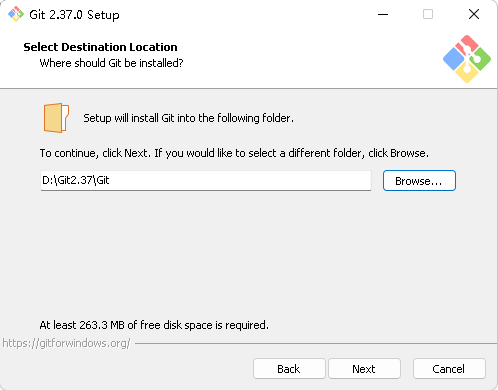 Git 2.37.0 Setup
Select Destination Location
Where should Git be installed?
Setup will install Git into the following folder.
To continue, click Next. If you would like to select a different folder, click Browse.
D:\Git2.37\Git
Browse...
At least 263.3 MB of free disk space is required.
https://gitforwindows.org/
Back
Next
Cancel